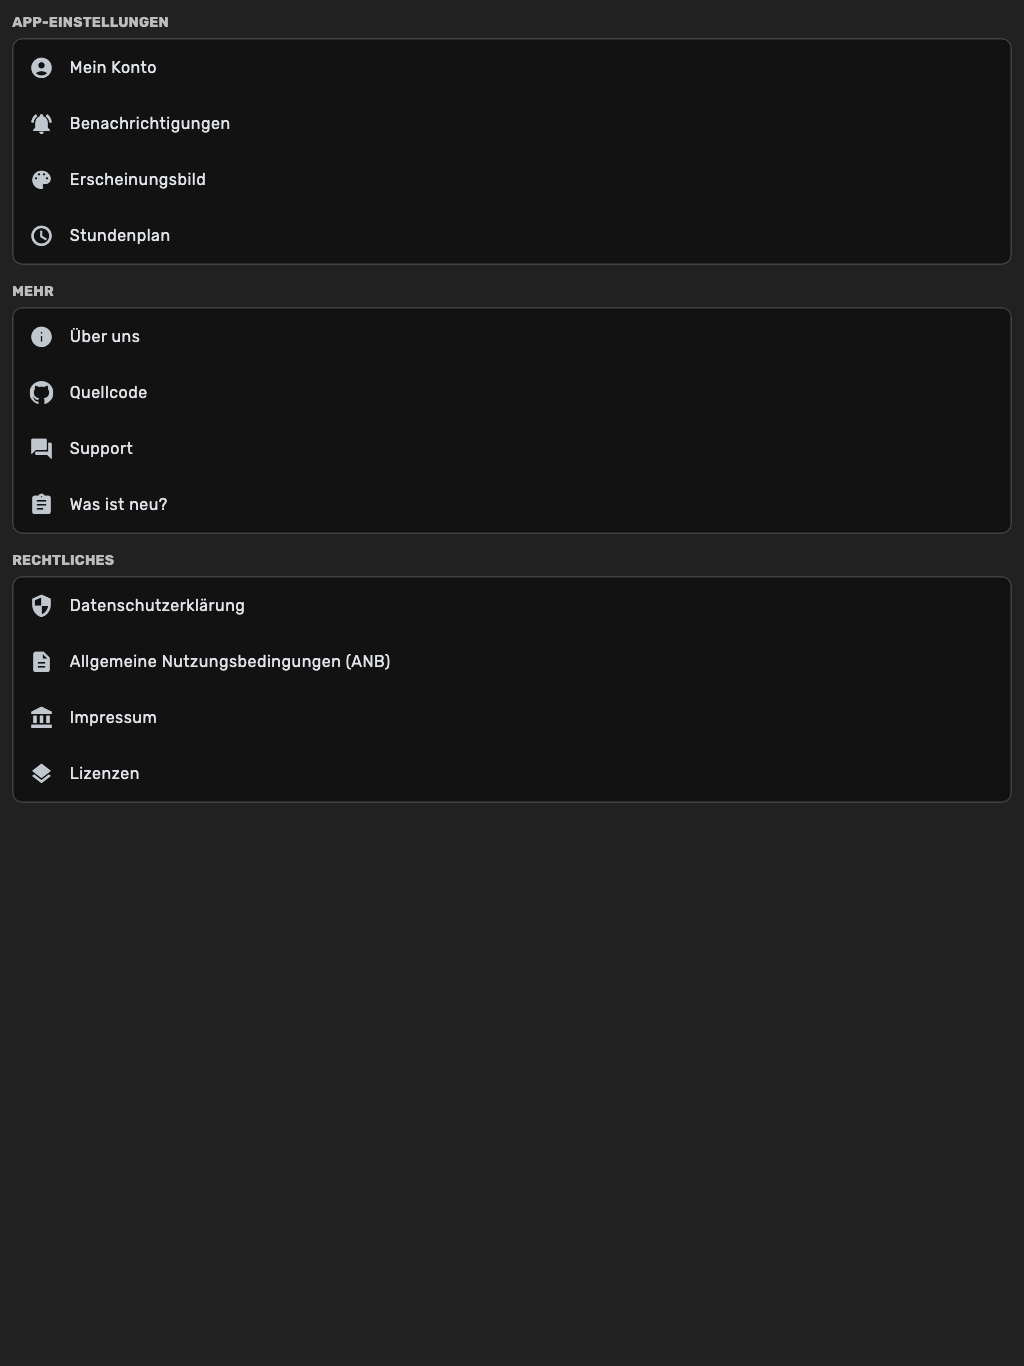 APP-EINSTELLUNGEN
Mein Konto
Benachrichtigungen
Erscheinungsbild
Stundenplan
MEHR
Über uns
Quellcode
Support
Was ist neu?
RECHTLICHES
Datenschutzerklärung
Allgemeine Nutzungsbedingungen (ANB)
Impressum
Lizenzen